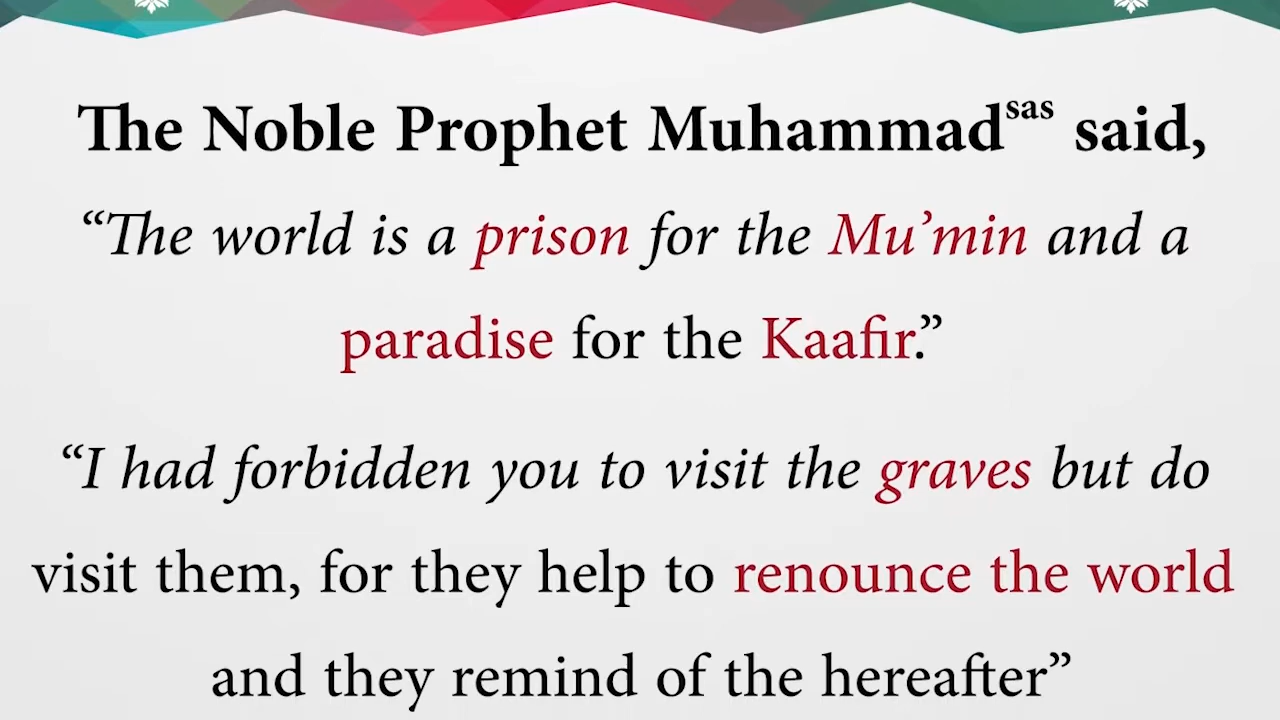 The Noble Prophet Muhammadsas said,
“The world is a prison for the Mu’min and a
paradise for the Kaafir.”
“I had forbidden you to visit the graves but do
visit them, for they help to renounce the world
and they remind of the hereafter”